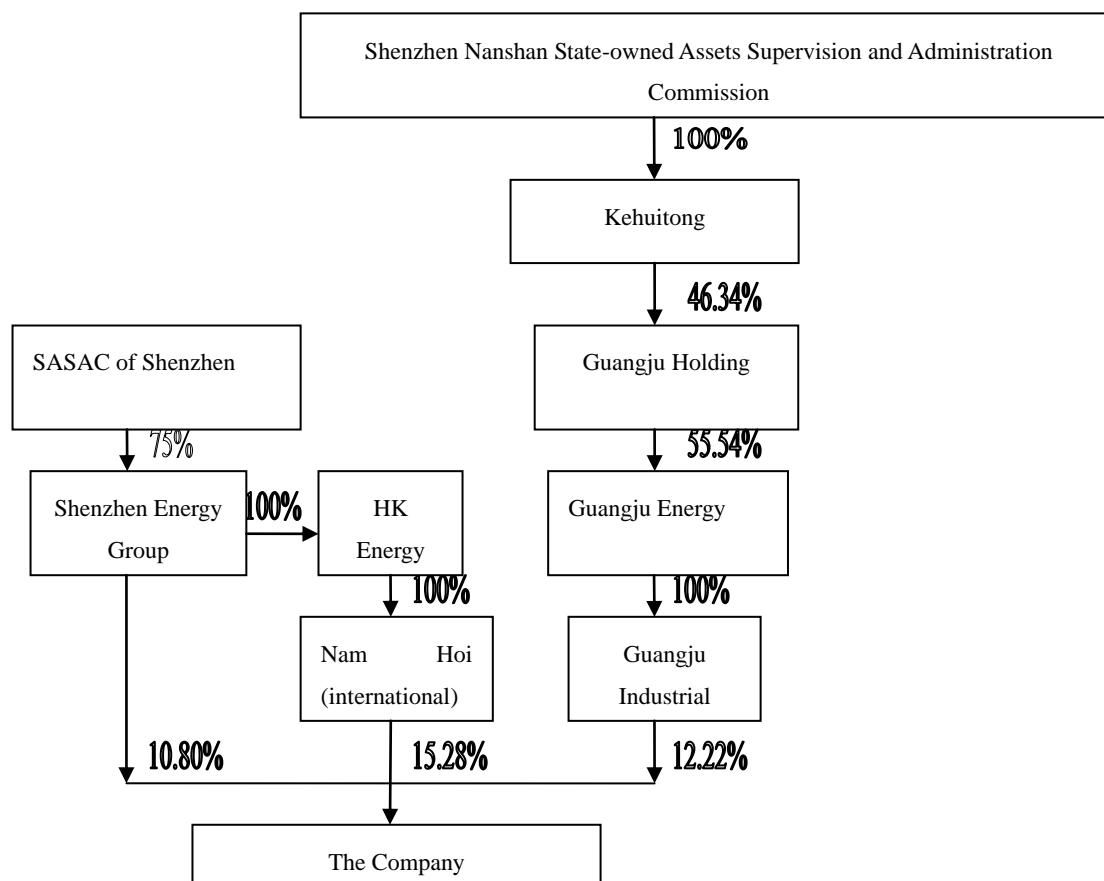 Shenzhen Nanshan State-owned Assets Supervision and Administration
Commission
100%
Kehuitong
46.34%
SASAC of Shenzhen
Guangju Holding
75%
55.54%
Shenzhen Energy
Group
100%
HK
Energy
Guangju Energy
100%
100%
Nam Hoi
(international)
Guangju
Industrial
10.80%
15.28%
12.22%
The Company